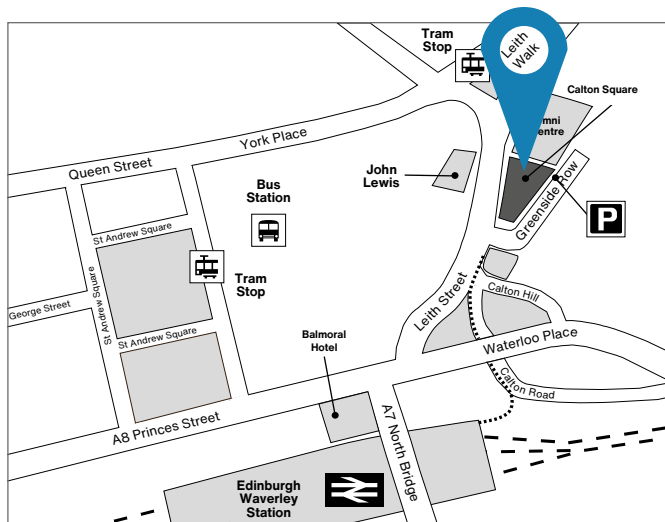 Tram
Stop
Leith
Walk
Calton Square
Omni
Centre
York Place
Queen Street
John
Lewis
Bus
Station
Greenside Row
P
St Andrew Square
St Andrew Square
Tram
Stop
George Street
Leith Street
Calton Hill
St Andrew Square
Balmoral
Hotel
Waterloo Place
Calton Road
A8 Princes Street
A7 North Bridge
Edinburgh
Waverley
Station